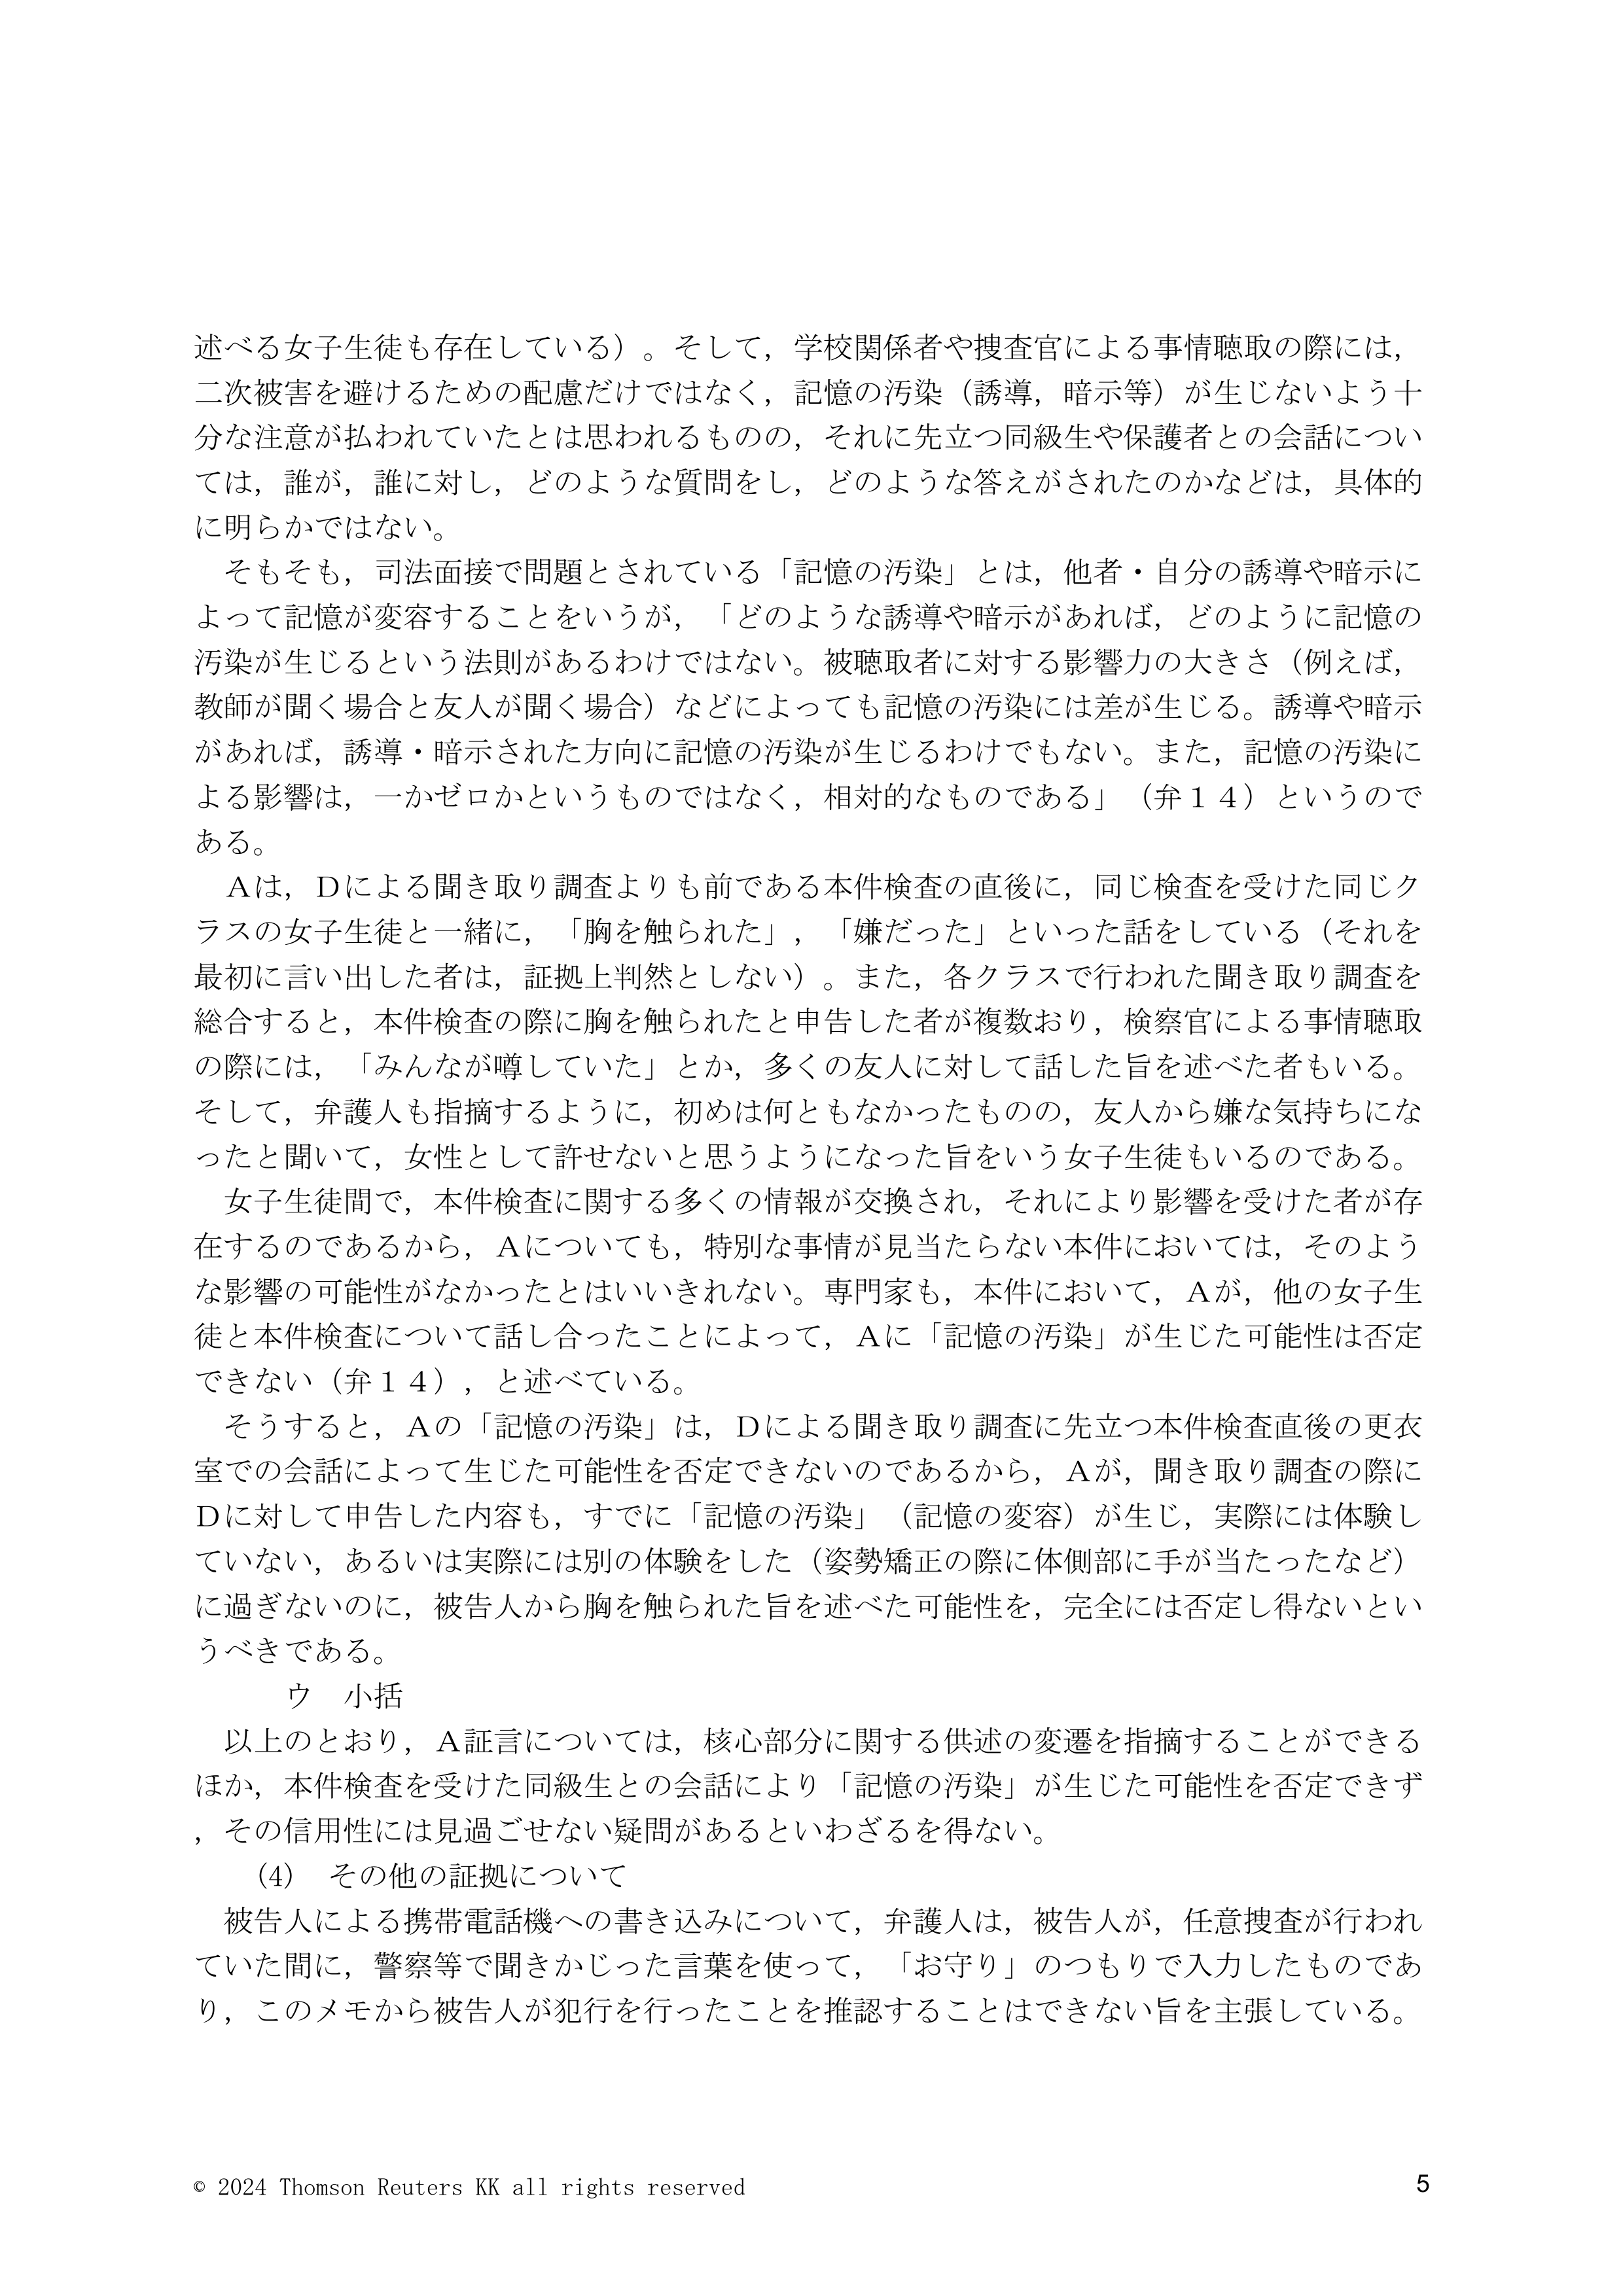 述べる女子生徒も存在している）。そして，学校関係者や捜査官による事情聴取の際には，
二次被害を避けるための配慮だけではなく，記憶の汚染（誘導，暗示等）が生じないよう十
分な注意が払われていたとは思われるものの，それに先立つ同級生や保護者との会話につい
ては，誰が，誰に対し，どのような質問をし，どのような答えがされたのかなどは，具体的
に明らかではない。
　そもそも，司法面接で問題とされている「記憶の汚染」とは，他者・自分の誘導や暗示に
よって記憶が変容することをいうが，「どのような誘導や暗示があれば，どのように記憶の
汚染が生じるという法則があるわけではない。被聴取者に対する影響力の大きさ（例えば，
教師が聞く場合と友人が聞く場合）などによっても記憶の汚染には差が生じる。誘導や暗示
があれば，誘導・暗示された方向に記憶の汚染が生じるわけでもない。また，記憶の汚染に
よる影響は，一かゼロかというものではなく，相対的なものである」（弁１４）というので
ある。
　Ａは，Ｄによる聞き取り調査よりも前である本件検査の直後に，同じ検査を受けた同じク
ラスの女子生徒と一緒に，「胸を触られた」，「嫌だった」といった話をしている（それを
最初に言い出した者は，証拠上判然としない）。また，各クラスで行われた聞き取り調査を
総合すると，本件検査の際に胸を触られたと申告した者が複数おり，検察官による事情聴取
の際には，「みんなが噂していた」とか，多くの友人に対して話した旨を述べた者もいる。
そして，弁護人も指摘するように，初めは何ともなかったものの，友人から嫌な気持ちにな
ったと聞いて，女性として許せないと思うようになった旨をいう女子生徒もいるのである。
　女子生徒間で，本件検査に関する多くの情報が交換され，それにより影響を受けた者が存
在するのであるから，Ａについても，特別な事情が見当たらない本件においては，そのよう
な影響の可能性がなかったとはいいきれない。専門家も，本件において，Ａが，他の女子生
徒と本件検査について話し合ったことによって，Ａに「記憶の汚染」が生じた可能性は否定
できない（弁１４），と述べている。
　そうすると，Ａの「記憶の汚染」は，Ｄによる聞き取り調査に先立つ本件検査直後の更衣
室での会話によって生じた可能性を否定できないのであるから，Ａが，聞き取り調査の際に
Ｄに対して申告した内容も，すでに「記憶の汚染」（記憶の変容）が生じ，実際には体験し
ていない，あるいは実際には別の体験をした（姿勢矯正の際に体側部に手が当たったなど）
に過ぎないのに，被告人から胸を触られた旨を述べた可能性を，完全には否定し得ないとい
うべきである。
　　　ウ　小括
　以上のとおり，Ａ証言については，核心部分に関する供述の変遷を指摘することができる
ほか，本件検査を受けた同級生との会話により「記憶の汚染」が生じた可能性を否定できず
，その信用性には見過ごせない疑問があるといわざるを得ない。
　　(4)　その他の証拠について
　被告人による携帯電話機への書き込みについて，弁護人は，被告人が，任意捜査が行われ
ていた間に，警察等で聞きかじった言葉を使って，「お守り」のつもりで入力したものであ
り，このメモから被告人が犯行を行ったことを推認することはできない旨を主張している。
© 2024 Thomson Reuters KK all rights reserved
5